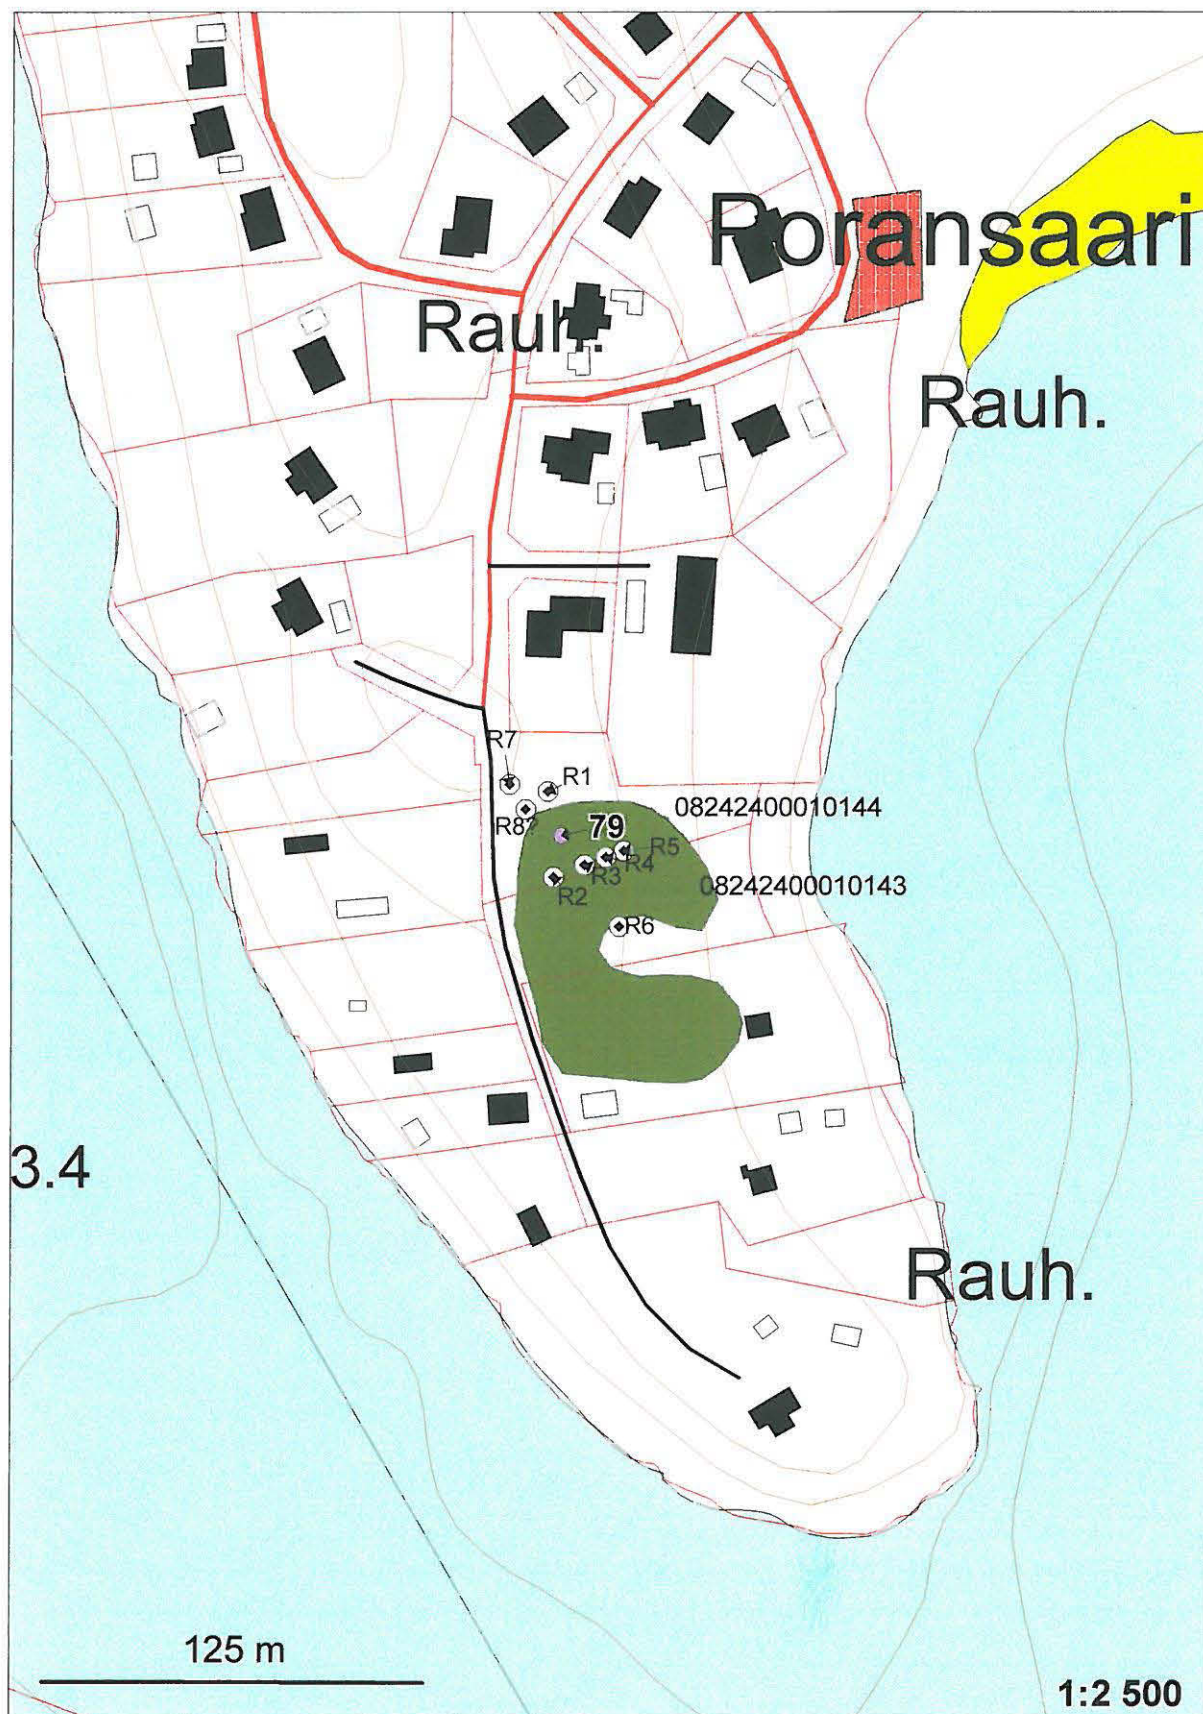 Poransaari
Rauh.
Rauh.
R7
R1
08242400010144
R8?
79
R5
R4
R3
08242400010143
R2
R6
3.4
Rauh.
125 m
1:2 500